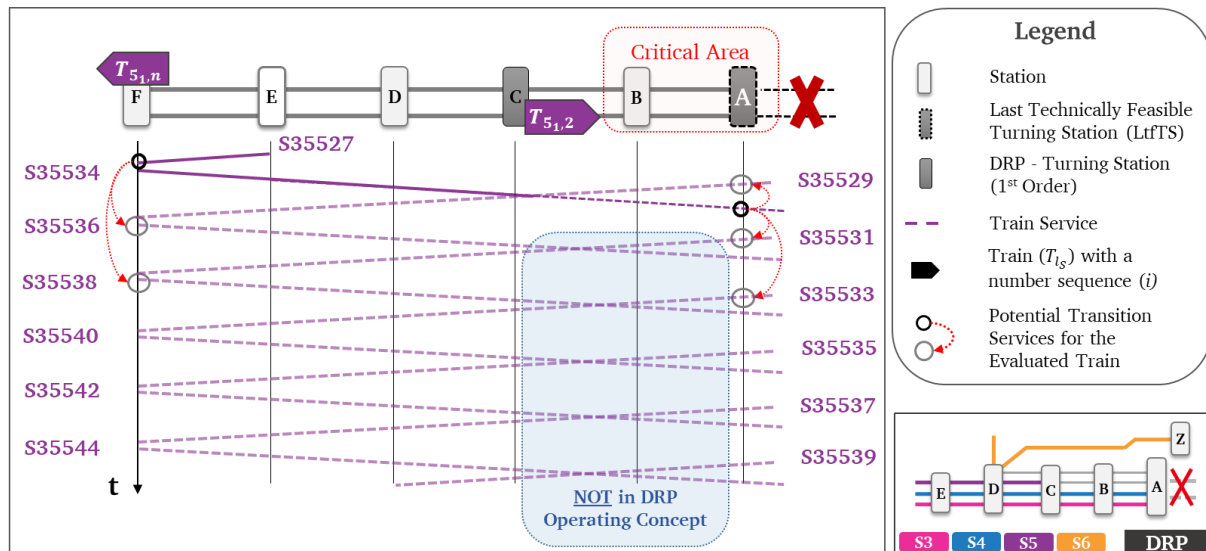 Critical Area
T5₁,ₙ
F
E
D
C
B
A
T5₁,₂
S35527
S35534
S35529
S35536
S35531
S35538
S35533
S35540
S35535
S35542
S35537
S35544
S35539
t
NOT in DRP
Operating Concept
Legend
Station
Last Technically Feasible
Turning Station (LtfTS)
DRP - Turning Station
(1st Order)
Train Service
Train (Tₗₛ) with a
number sequence (i)
Potential Transition
Services for the
Evaluated Train
Z
E
D
C
B
A
S3
S4
S5
S6
DRP